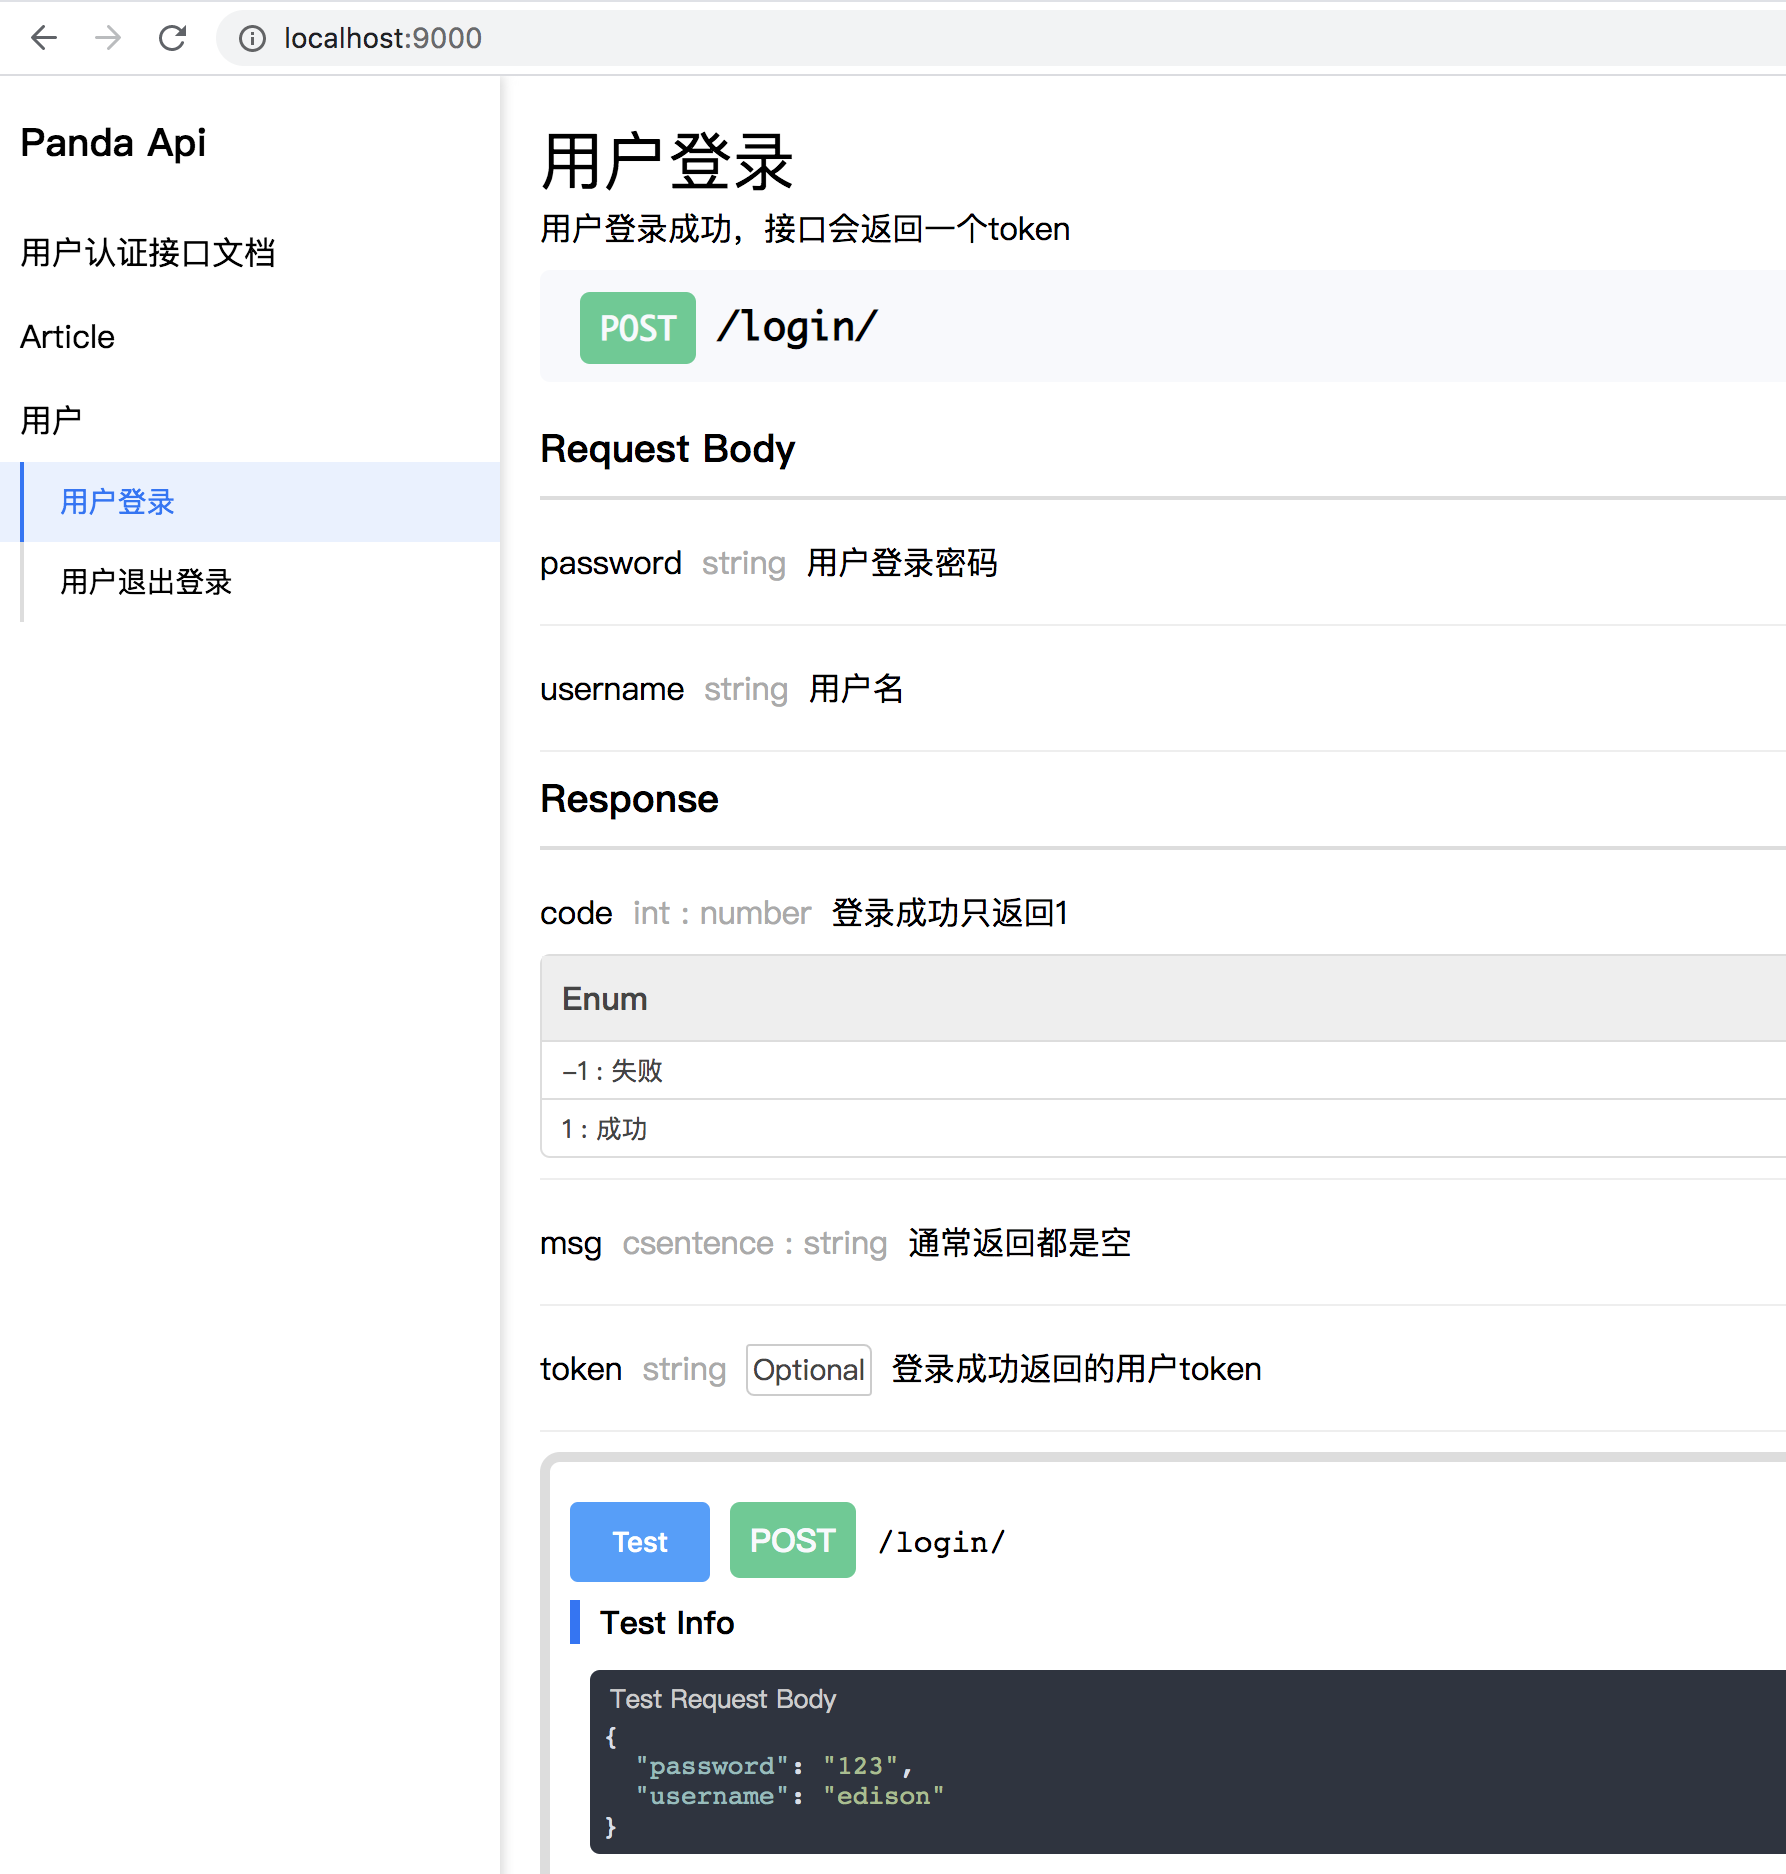 localhost:9000
Panda Api
用户认证接口文档
Article
用户
用户登录
用户退出登录
用户登录
用户登录成功，接口会返回一个token
POST /login/
Request Body
password string 用户登录密码
username string 用户名
Response
code int : number 登录成功只返回1
Enum
-1 : 失败
1 : 成功
msg csentence : string 通常返回都是空
token string Optional 登录成功返回的用户token
Test POST /login/
Test Info
Test Request Body
{
"password": "123",
"username": "edison"
}